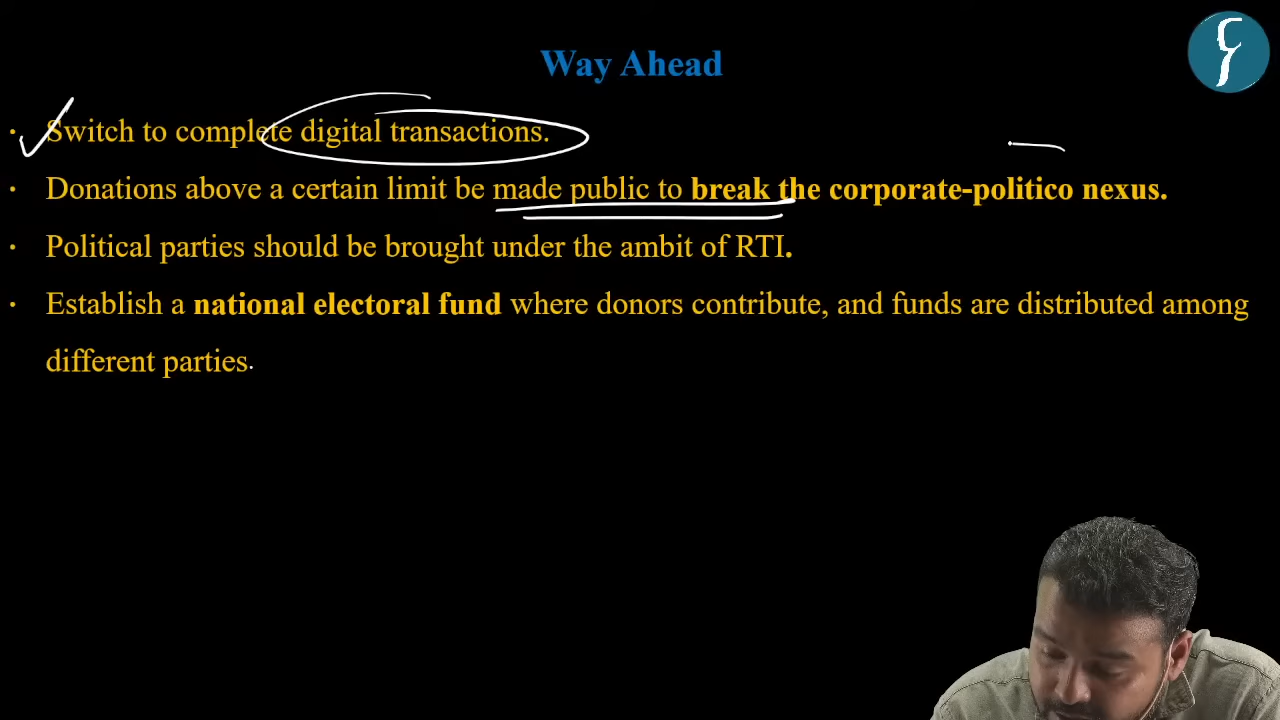 Way Ahead
· Switch to complete digital transactions.
· Donations above a certain limit be made public to break the corporate-politico nexus.
· Political parties should be brought under the ambit of RTI.
· Establish a national electoral fund where donors contribute, and funds are distributed among
different parties.